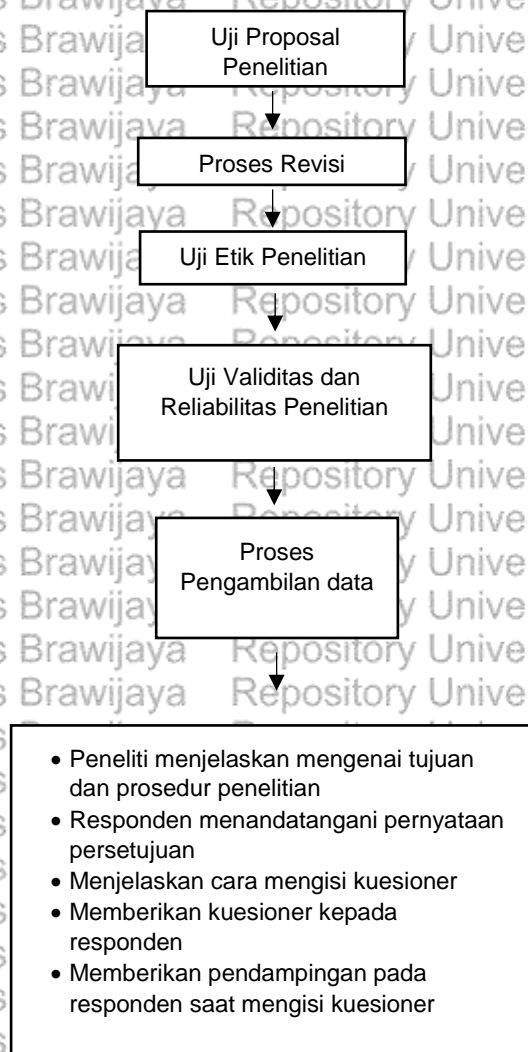 Uji Proposal
Penelitian
Proses Revisi
Uji Etik Penelitian
Uji Validitas dan
Reliabilitas Penelitian
Proses
Pengambilan data
• Peneliti menjelaskan mengenai tujuan
dan prosedur penelitian
• Responden menandatangani pernyataan
persetujuan
• Menjelaskan cara mengisi kuesioner
• Memberikan kuesioner kepada
responden
• Memberikan pendampingan pada
responden saat mengisi kuesioner